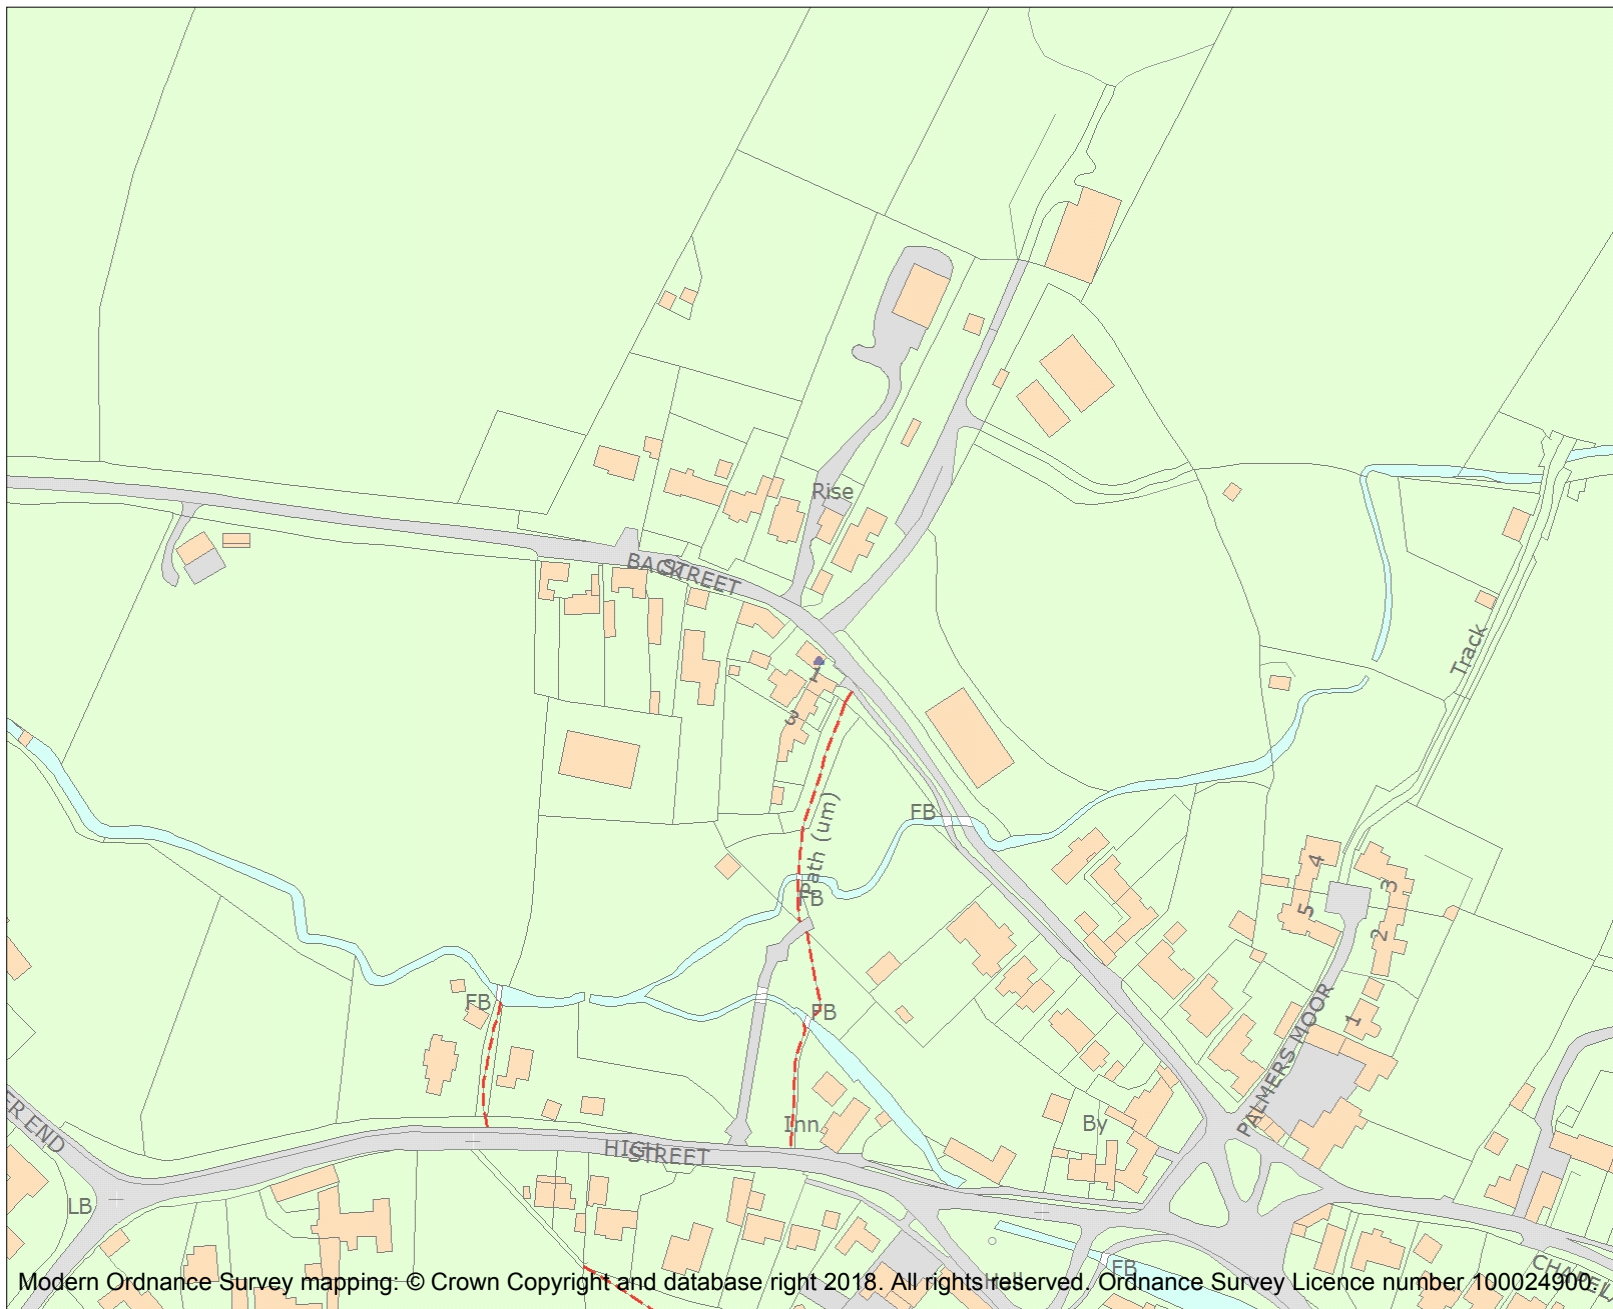 Rise
BACK STREET
Track
1
3
Path (um)
FB
FB
4
3
5
2
FB
FB
1
PALMERS MOOR
Inn
By
HIGH STREET
ER END
LB
FB
Hall
CHAPEL
Modern Ordnance Survey mapping: © Crown Copyright and database right 2018. All rights reserved. Ordnance Survey Licence number 100024900.